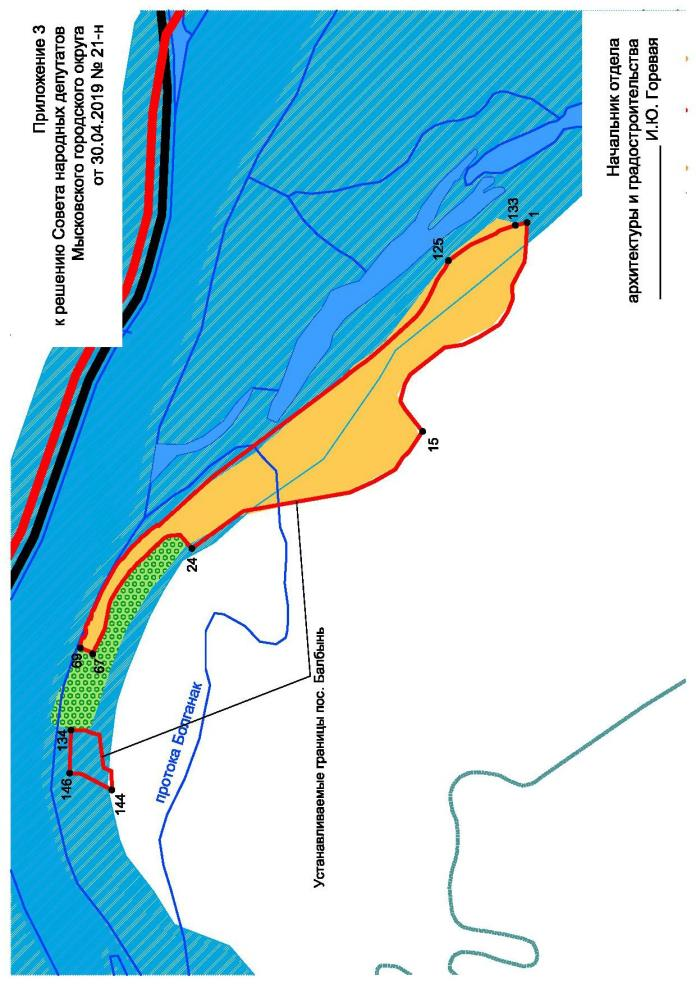 Приложение 3
к решению Совета народных депутатов
Мысковского городского округа
от 30.04.2019 № 21-н
146
134
144
69
67
протока Болганак
Устанавливаемые границы пос. Балбынь
24
15
125
133
1
Начальник отдела
архитектуры и градостроительства
И.Ю. Горевая